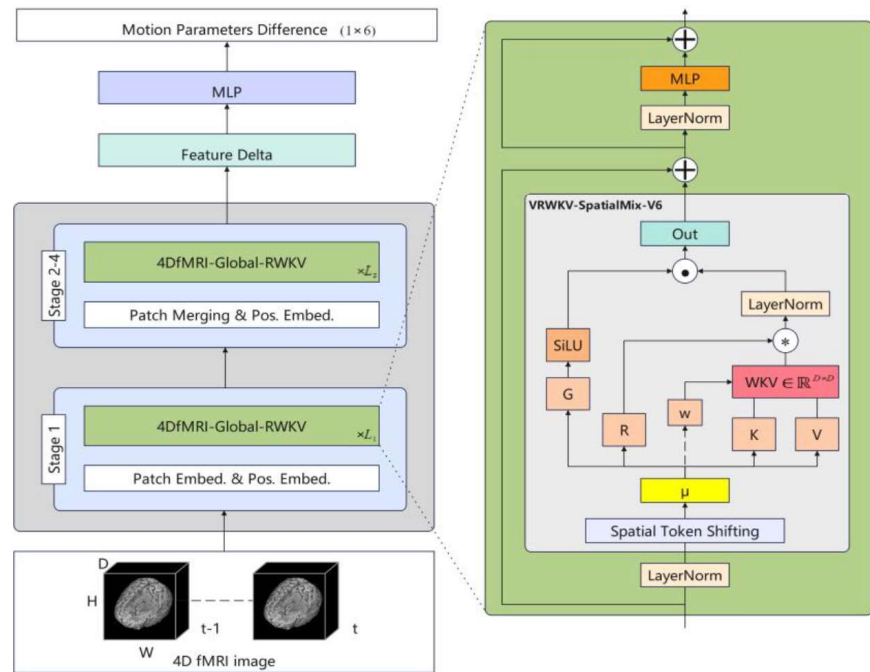 Motion Parameters Difference (1×6)
MLP
Feature Delta
Stage 2-4
4DfMRI-Global-RWKV
×L₂
Patch Merging & Pos. Embed.
Stage 1
4DfMRI-Global-RWKV
×L₁
Patch Embed. & Pos. Embed.
D
H
W
t-1
t
4D fMRI image
+
MLP
LayerNorm
+
VRWKV-SpatialMix-V6
Out
LayerNorm
SiLU
*
WKV ∈ ℝ^{D×D}
G
R
w
K
V
μ
Spatial Token Shifting
LayerNorm